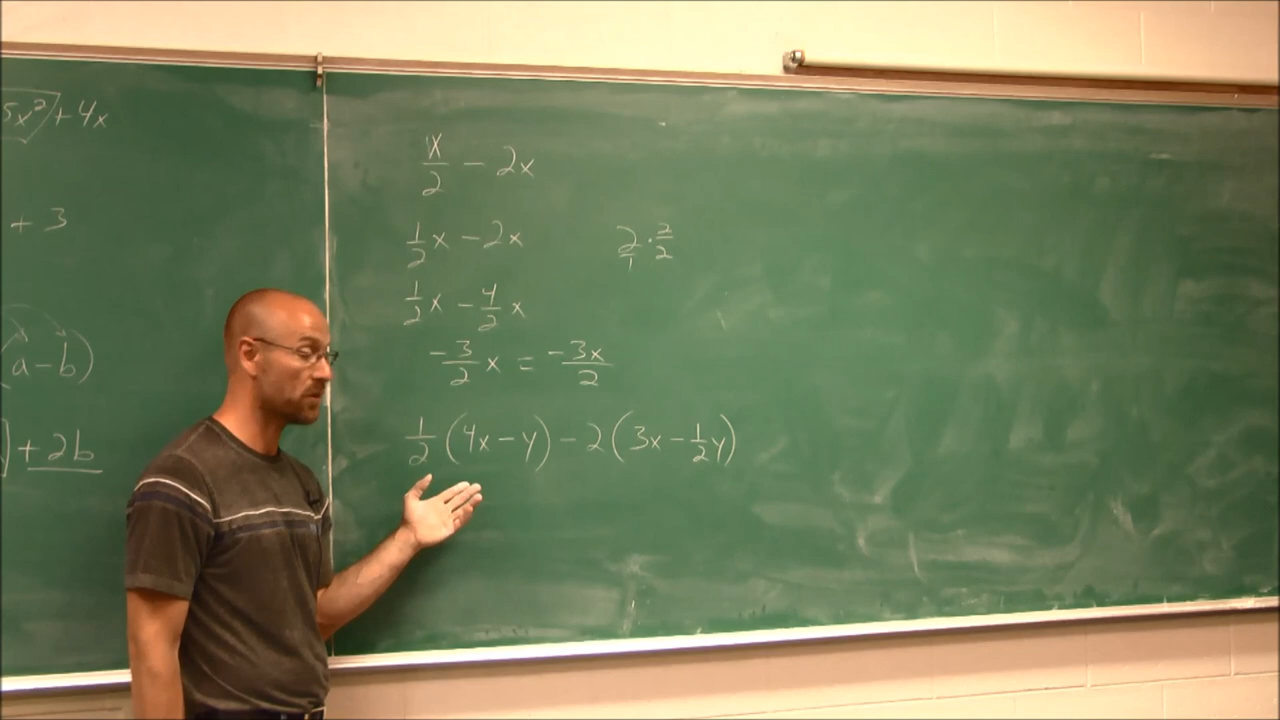 5x² + 4x
+ 3
(a - b)
] + 2b
x/2 - 2x
1/2 x - 2x
2/1 · 2/2
1/2 x - 4/2 x
-3/2 x = -3x/2
1/2 (4x - y) - 2 (3x - 1/2 y)